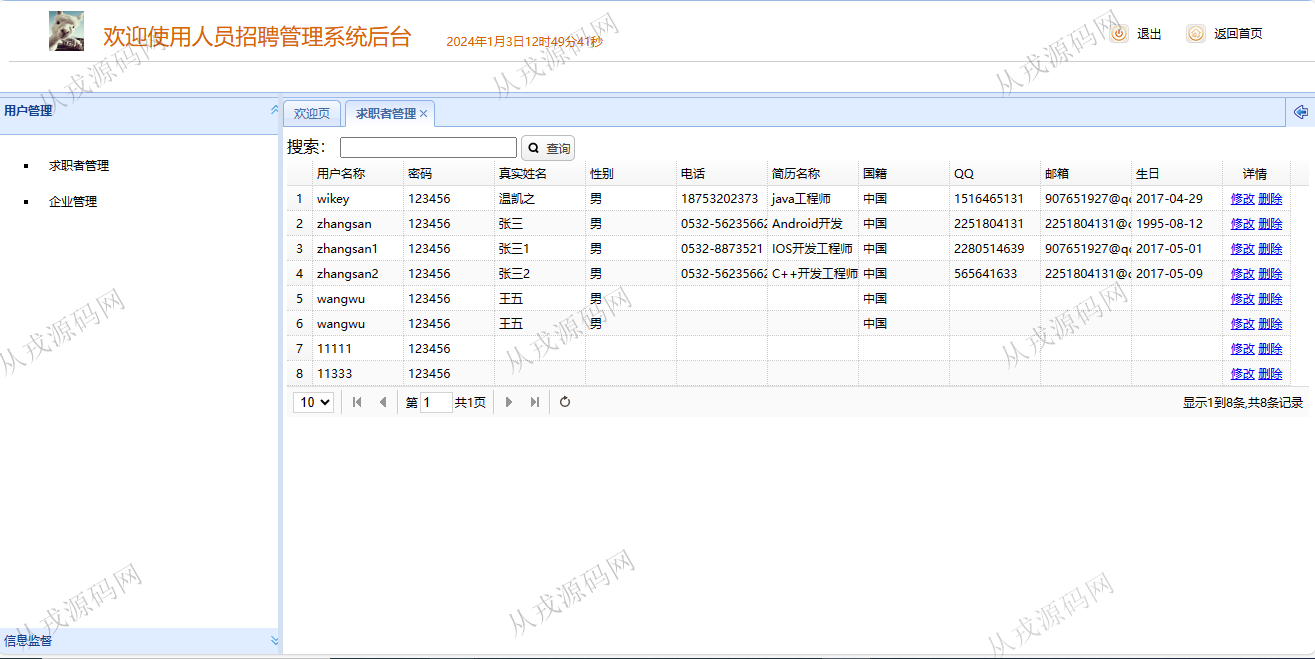 欢迎使用人员招聘管理系统后台 2024年1月3日12时49分41秒 退出 返回首页
用户管理
求职者管理
企业管理
信息监督
欢迎页 求职者管理
搜索： 查询
用户名称 密码 真实姓名 性别 电话 简历名称 国籍 QQ 邮箱 生日 详情
1 wikey 123456 温凯之 男 18753202373 java工程师 中国 1516465131 907651927@qc 2017-04-29 修改 删除
2 zhangsan 123456 张三 男 0532-56235662 Android开发 中国 2251804131 2251804131@c 1995-08-12 修改 删除
3 zhangsan1 123456 张三1 男 0532-8873521 IOS开发工程师 中国 2280514639 907651927@qc 2017-05-01 修改 删除
4 zhangsan2 123456 张三2 男 0532-56235662 C++开发工程师 中国 565641633 2251804131@c 2017-05-09 修改 删除
5 wangwu 123456 王五 男 中国 修改 删除
6 wangwu 123456 王五 男 中国 修改 删除
7 11111 123456 修改 删除
8 11333 123456 修改 删除
10 第 1 共1页 显示1到8条,共8条记录
从戎源码网
从戎源码网
从戎源码网
从戎源码网
从戎源码网
从戎源码网
从戎源码网
从戎源码网
从戎源码网